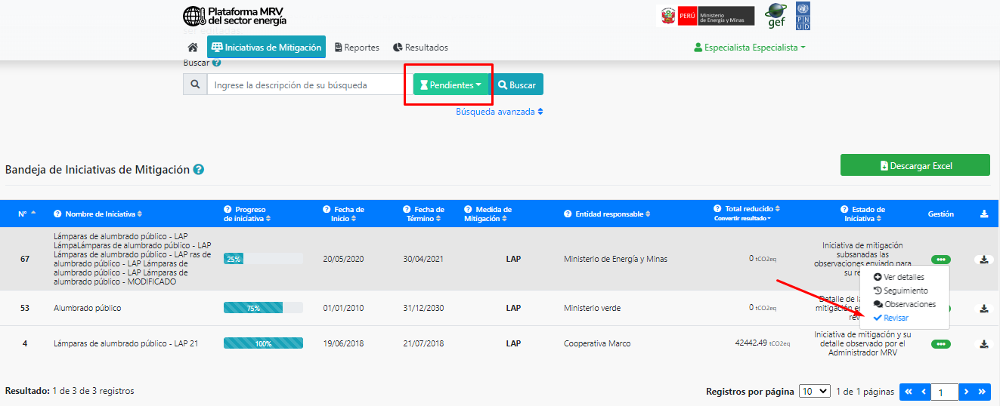 Plataforma MRV
del sector energía
PERÚ
Ministerio
de Energía y Minas
gef
P N
U D
Iniciativas de Mitigación
Reportes
Resultados
Especialista Especialista
Buscar
Ingrese la descripción de su búsqueda
Pendientes
Buscar
Búsqueda avanzada
Bandeja de Iniciativas de Mitigación
Descargar Excel
N° Nombre de Iniciativa Progreso de iniciativa Fecha de Inicio Fecha de Término Medida de Mitigación Entidad responsable Total reducido Convertir resultado Estado de Iniciativa Gestión
67
Lámparas de alumbrado público - LAP
LámpaLámparas de alumbrado público - LAP
Lámparas de alumbrado público - LAP ras de
alumbrado público - LAP Lámparas de
alumbrado público - LAP Lámparas de
alumbrado público - MODIFICADO
25%
20/05/2020
30/04/2021
LAP
Ministerio de Energía y Minas
0 tCO2eq
Iniciativa de mitigación
subsanadas las
observaciones enviado para
su re
Ver detalles
Seguimiento
Observaciones
Revisar
53
Alumbrado público
75%
01/01/2010
31/12/2030
LAP
Ministerio verde
0 tCO2eq
Detalle de la
mitigación e
rev
4
Lámparas de alumbrado público - LAP 21
100%
19/06/2018
21/07/2018
LAP
Cooperativa Marco
42442.49 tCO2eq
Iniciativa de mitigación y su
detalle observado por el
Administrador MRV
Resultado: 1 de 3 de 3 registros
Registros por página 10 1 de 1 páginas « ‹ 1 › »